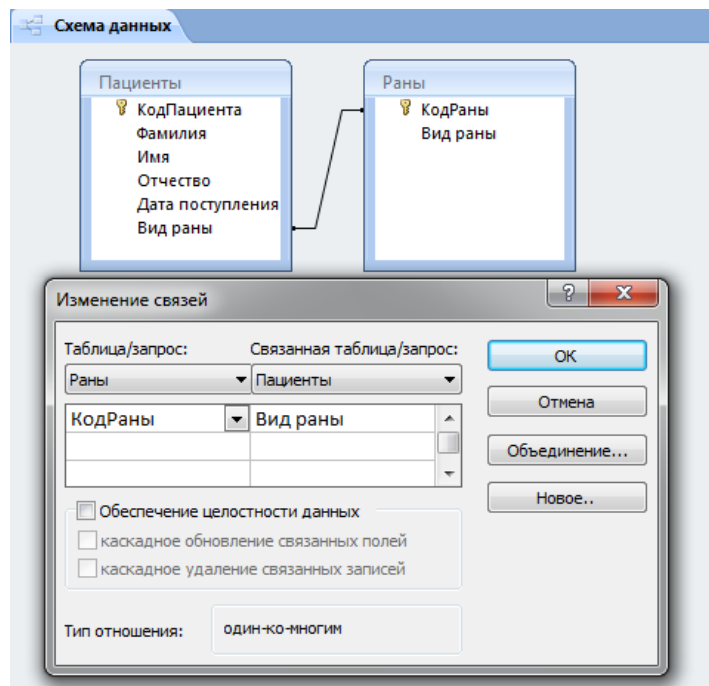 Схема данных
Пациенты
КодПациента
Фамилия
Имя
Отчество
Дата поступления
Вид раны
Раны
КодРаны
Вид раны
Изменение связей
Таблица/запрос: Связанная таблица/запрос:
Раны Пациенты
КодРаны Вид раны
Обеспечение целостности данных
каскадное обновление связанных полей
каскадное удаление связанных записей
Тип отношения: один-ко-многим
ОК
Отмена
Объединение...
Новое..